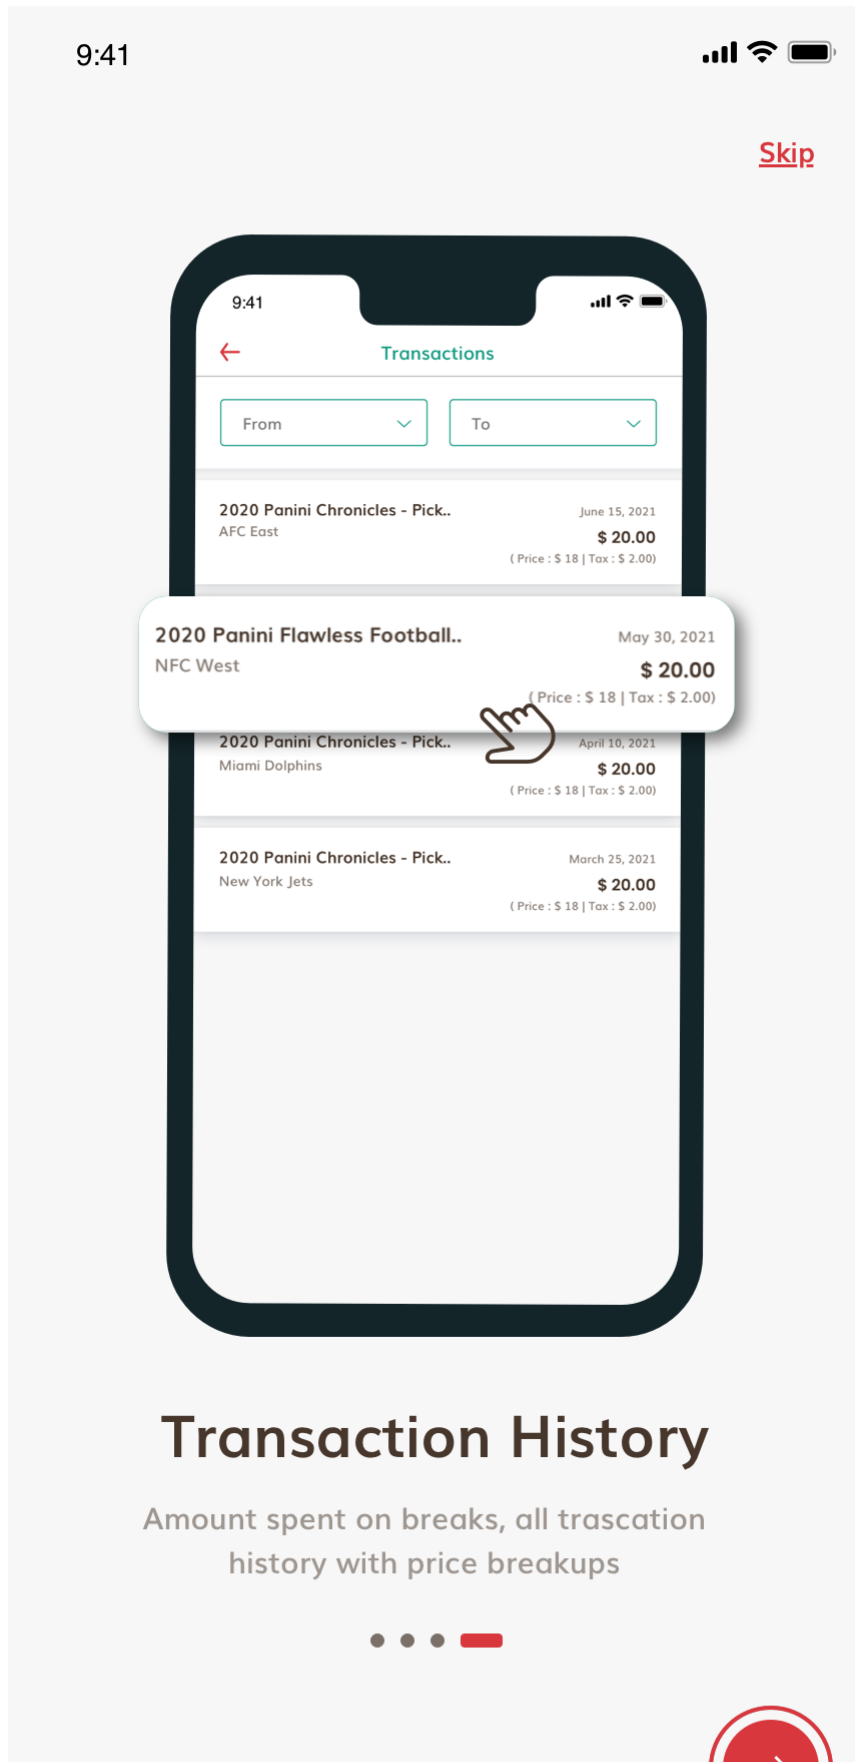 9:41
Skip
9:41
Transactions
From
To
2020 Panini Chronicles - Pick..
June 15, 2021
AFC East
$ 20.00
( Price : $ 18 | Tax : $ 2.00)
2020 Panini Flawless Football..
May 30, 2021
NFC West
$ 20.00
( Price : $ 18 | Tax : $ 2.00)
2020 Panini Chronicles - Pick..
April 10, 2021
Miami Dolphins
$ 20.00
( Price : $ 18 | Tax : $ 2.00)
2020 Panini Chronicles - Pick..
March 25, 2021
New York Jets
$ 20.00
( Price : $ 18 | Tax : $ 2.00)
Transaction History
Amount spent on breaks, all trascation
history with price breakups